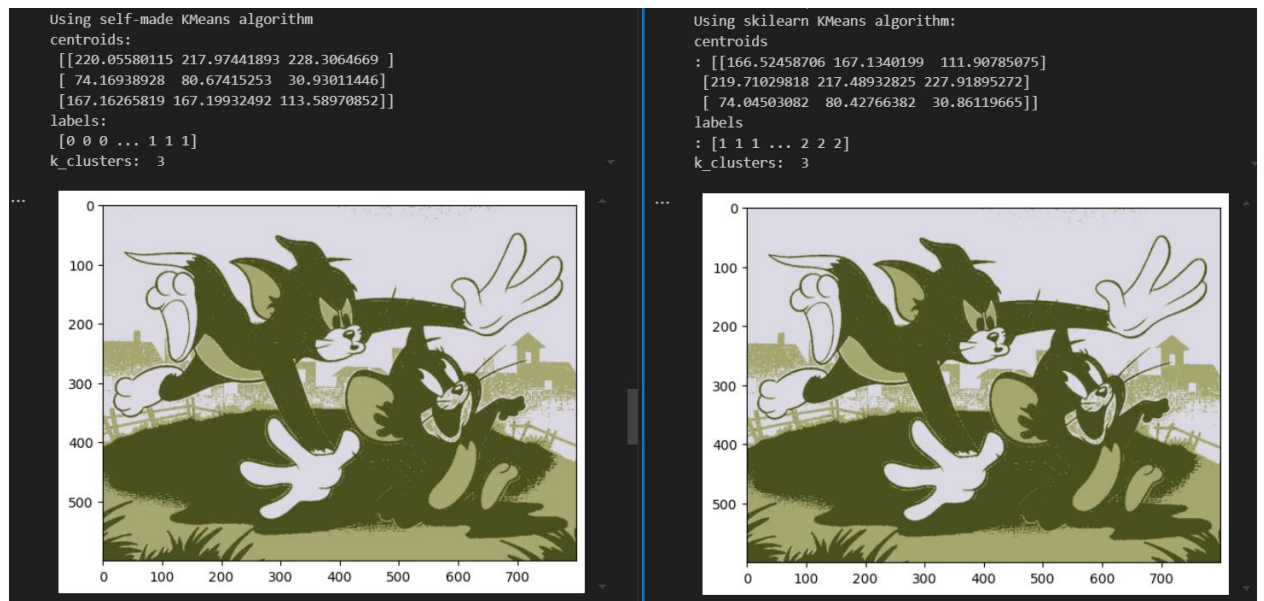 Using self-made KMeans algorithm
centroids:
[[220.05580115 217.97441893 228.3064669 ]
[ 74.16938928 80.67415253 30.93011446]
[167.16265819 167.19932492 113.58970852]]
labels:
[0 0 0 ... 1 1 1]
k_clusters: 3
...
0
100
200
300
400
500
0 100 200 300 400 500 600 700
Using skilearn KMeans algorithm:
centroids
: [[166.52458706 167.1340199 111.90785075]
[219.71029818 217.48932825 227.91895272]
[ 74.04503082 80.42766382 30.86119665]]
labels
: [1 1 1 ... 2 2 2]
k_clusters: 3
...
0
100
200
300
400
500
0 100 200 300 400 500 600 700